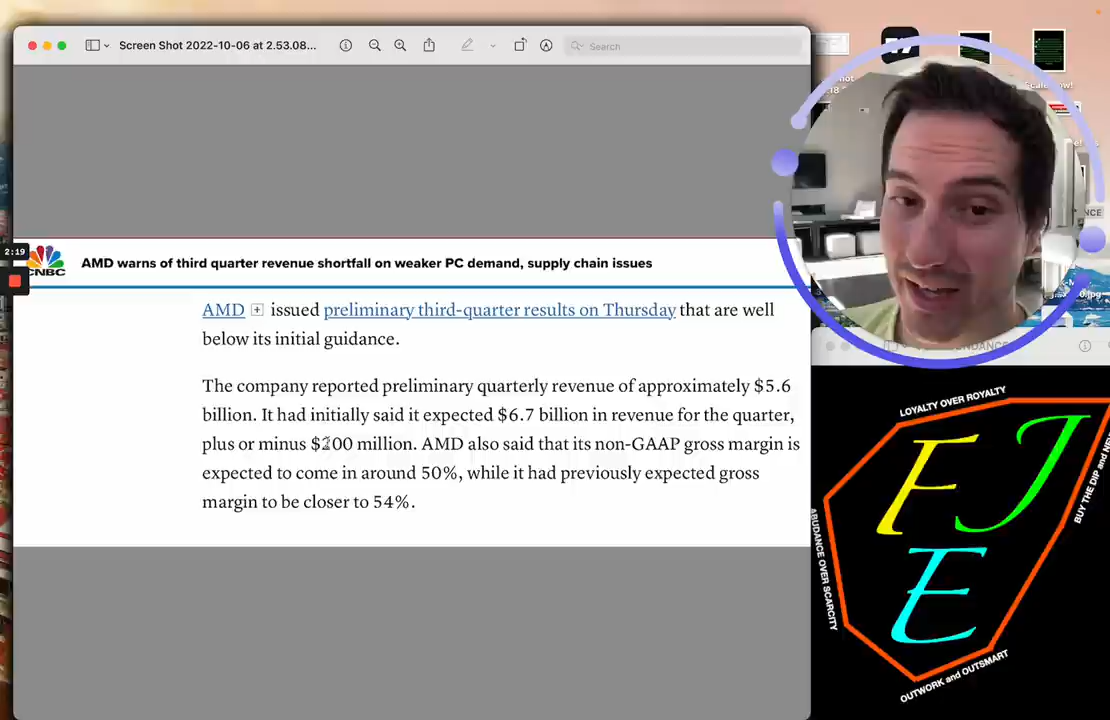 Screen Shot 2022-10-06 at 2.53.08...
Search
2:19
CNBC
AMD warns of third quarter revenue shortfall on weaker PC demand, supply chain issues
AMD + issued preliminary third-quarter results on Thursday that are well
below its initial guidance.
The company reported preliminary quarterly revenue of approximately $5.6
billion. It had initially said it expected $6.7 billion in revenue for the quarter,
plus or minus $200 million. AMD also said that its non-GAAP gross margin is
expected to come in around 50%, while it had previously expected gross
margin to be closer to 54%.
LOYALTY OVER ROYALTY
BUY THE DIP and
ABUDANCE OVER SCARCITY
F J
E
OUTWORK and OUTSMART